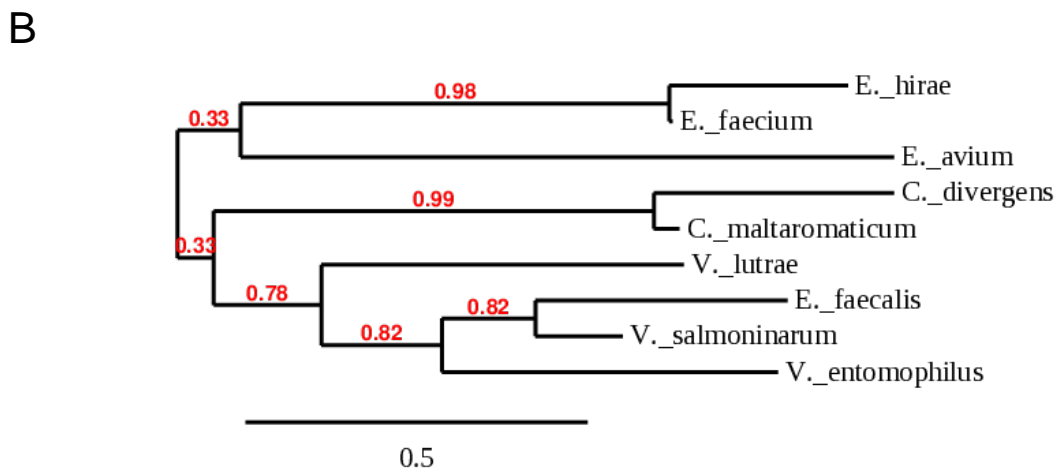 B
0.98
E._hirae
0.33
E._faecium
E._avium
0.99
C._divergens
C._maltaromaticum
0.33
V._lutrae
0.78
0.82
E._faecalis
0.82
V._salmoninarum
V._entomophilus
0.5